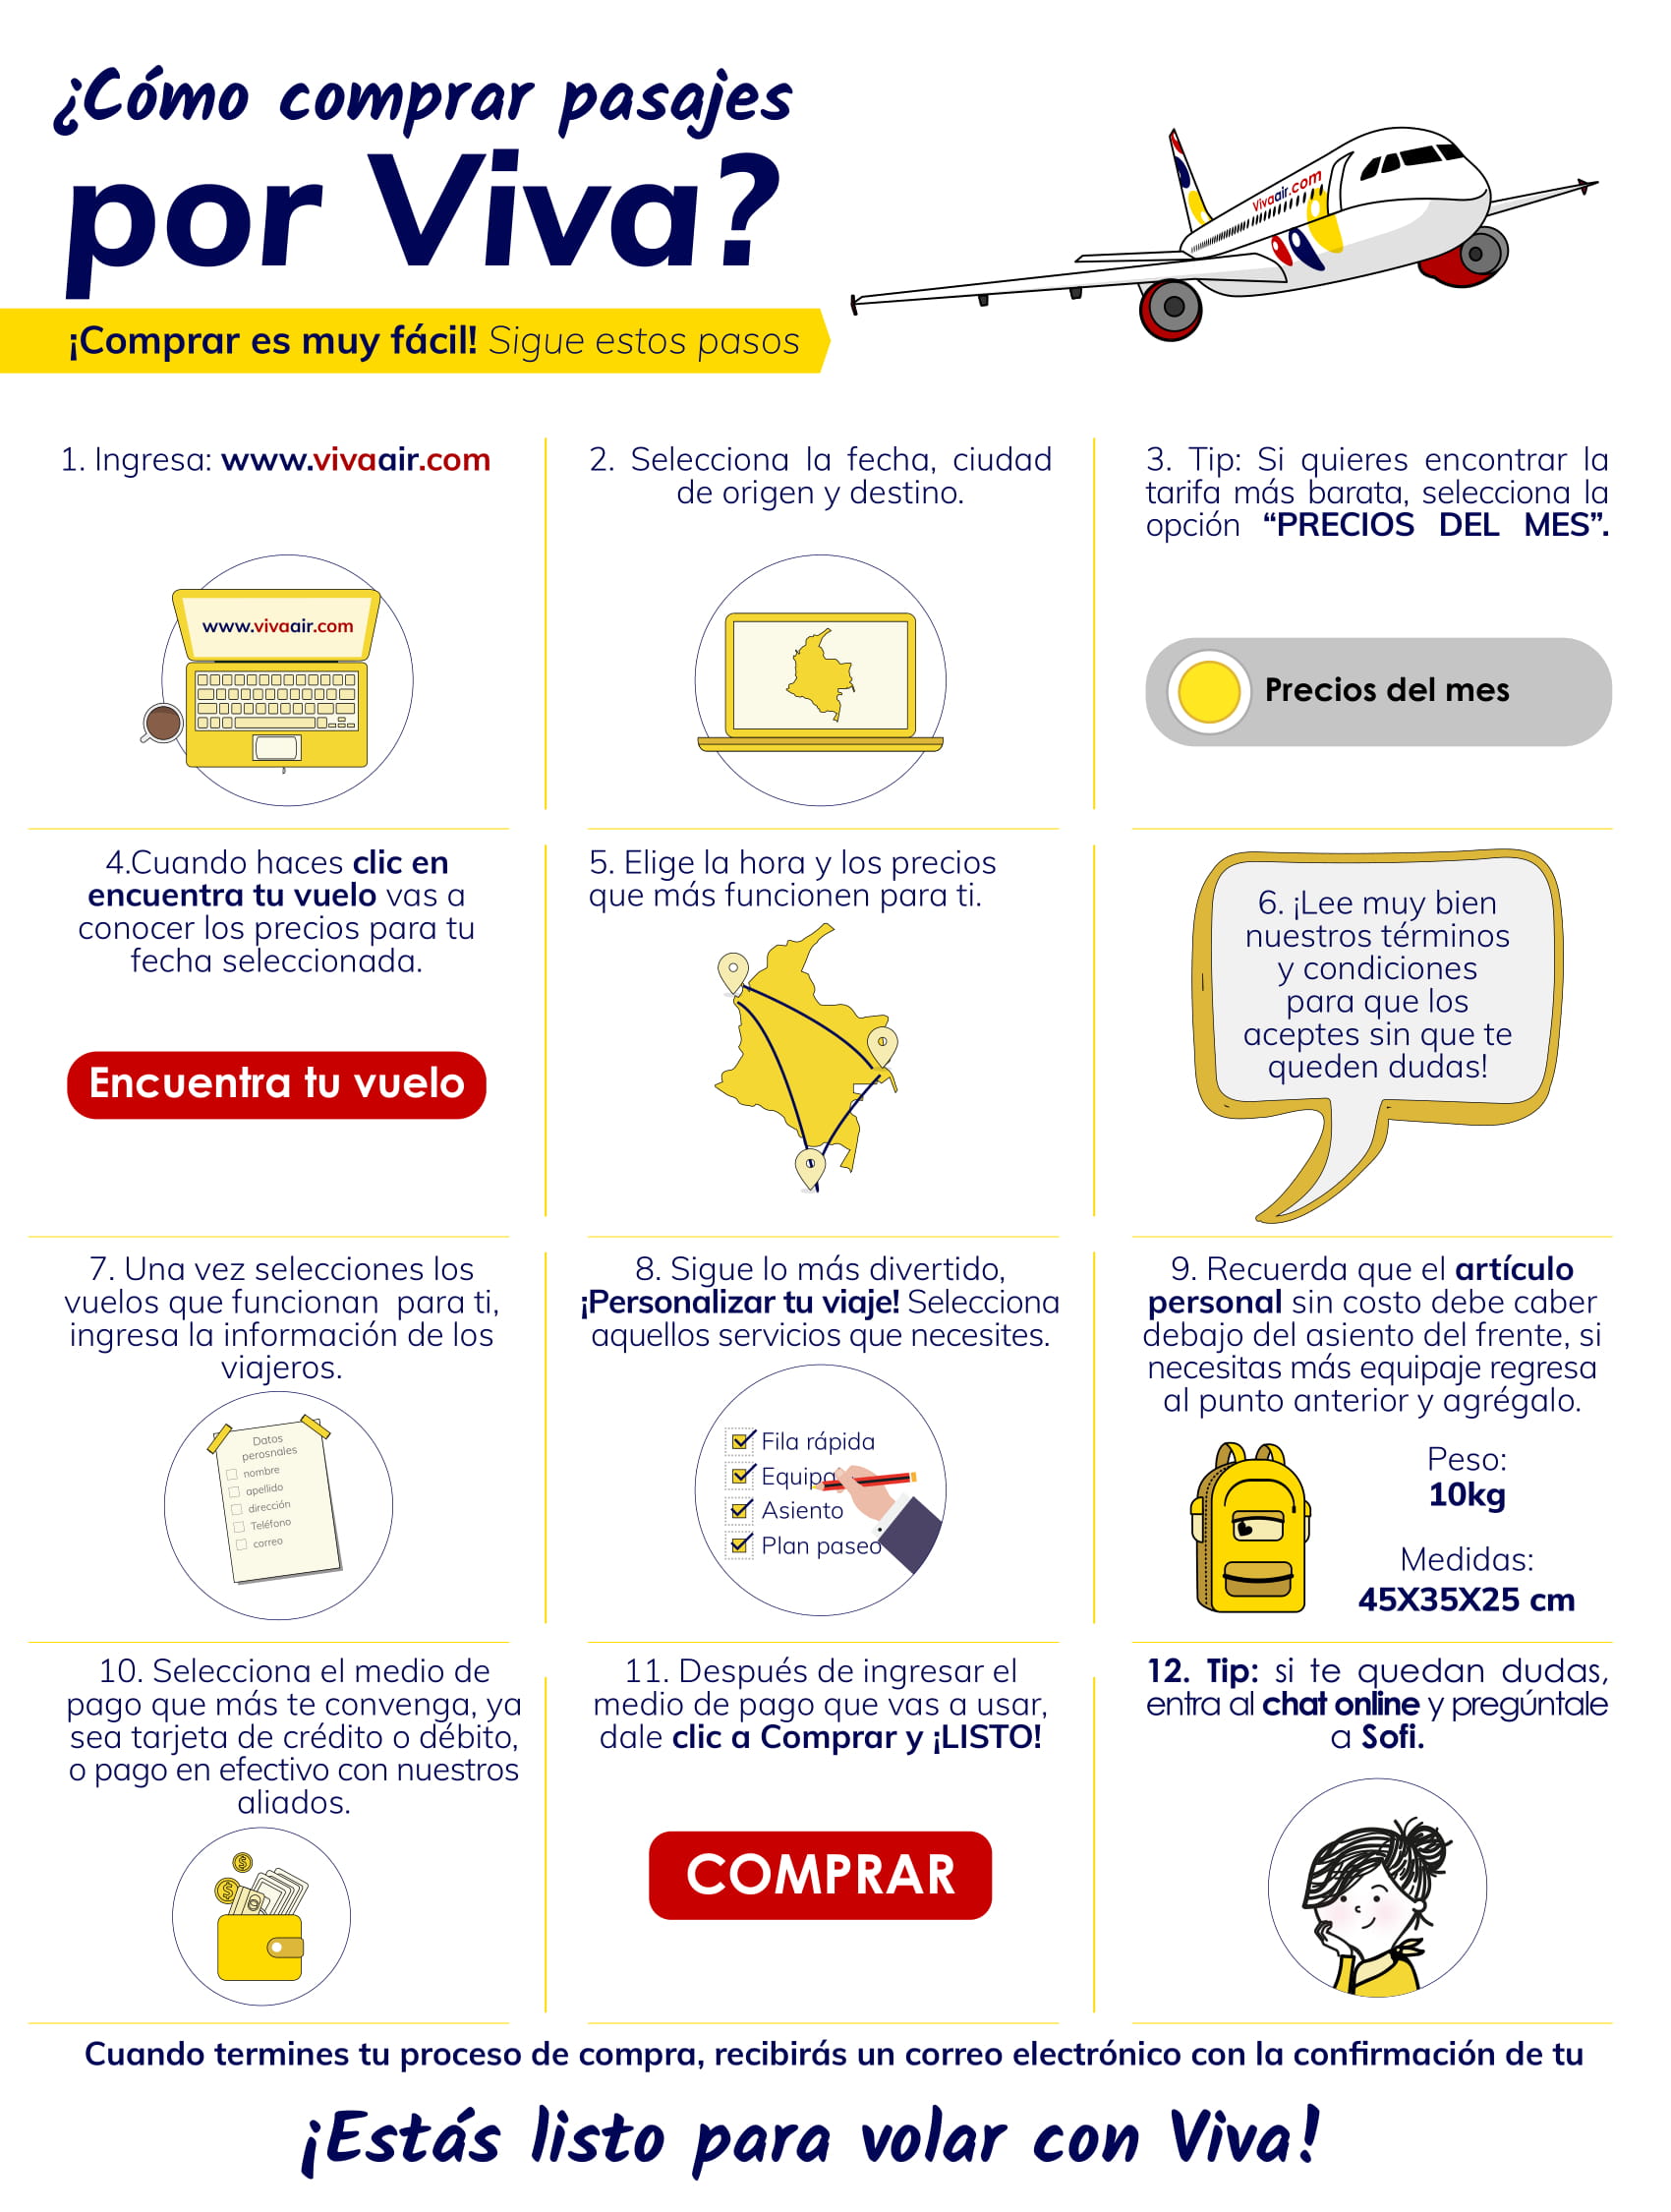 ¿Cómo comprar pasajes
por Viva?
¡Comprar es muy fácil! Sigue estos pasos
Vivaair.com
1. Ingresa: www.vivaair.com
www.vivaair.com
2. Selecciona la fecha, ciudad
de origen y destino.
3. Tip: Si quieres encontrar la
tarifa más barata, selecciona la
opción “PRECIOS DEL MES”.
Precios del mes
4.Cuando haces clic en
encuentra tu vuelo vas a
conocer los precios para tu
fecha seleccionada.
Encuentra tu vuelo
5. Elige la hora y los precios
que más funcionen para ti.
6. ¡Lee muy bien
nuestros términos
y condiciones
para que los
aceptes sin que te
queden dudas!
7. Una vez selecciones los
vuelos que funcionan para ti,
ingresa la información de los
viajeros.
Datos
perosnales
nombre
apellido
dirección
Teléfono
correo
8. Sigue lo más divertido,
¡Personalizar tu viaje! Selecciona
aquellos servicios que necesites.
Fila rápida
Equipa
Asiento
Plan paseo
9. Recuerda que el artículo
personal sin costo debe caber
debajo del asiento del frente, si
necesitas más equipaje regresa
al punto anterior y agrégalo.
Peso:
10kg
Medidas:
45X35X25 cm
10. Selecciona el medio de
pago que más te convenga, ya
sea tarjeta de crédito o débito,
o pago en efectivo con nuestros
aliados.
11. Después de ingresar el
medio de pago que vas a usar,
dale clic a Comprar y ¡LISTO!
COMPRAR
12. Tip: si te quedan dudas,
entra al chat online y pregúntale
a Sofi.
Cuando termines tu proceso de compra, recibirás un correo electrónico con la confirmación de tu
¡Estás listo para volar con Viva!